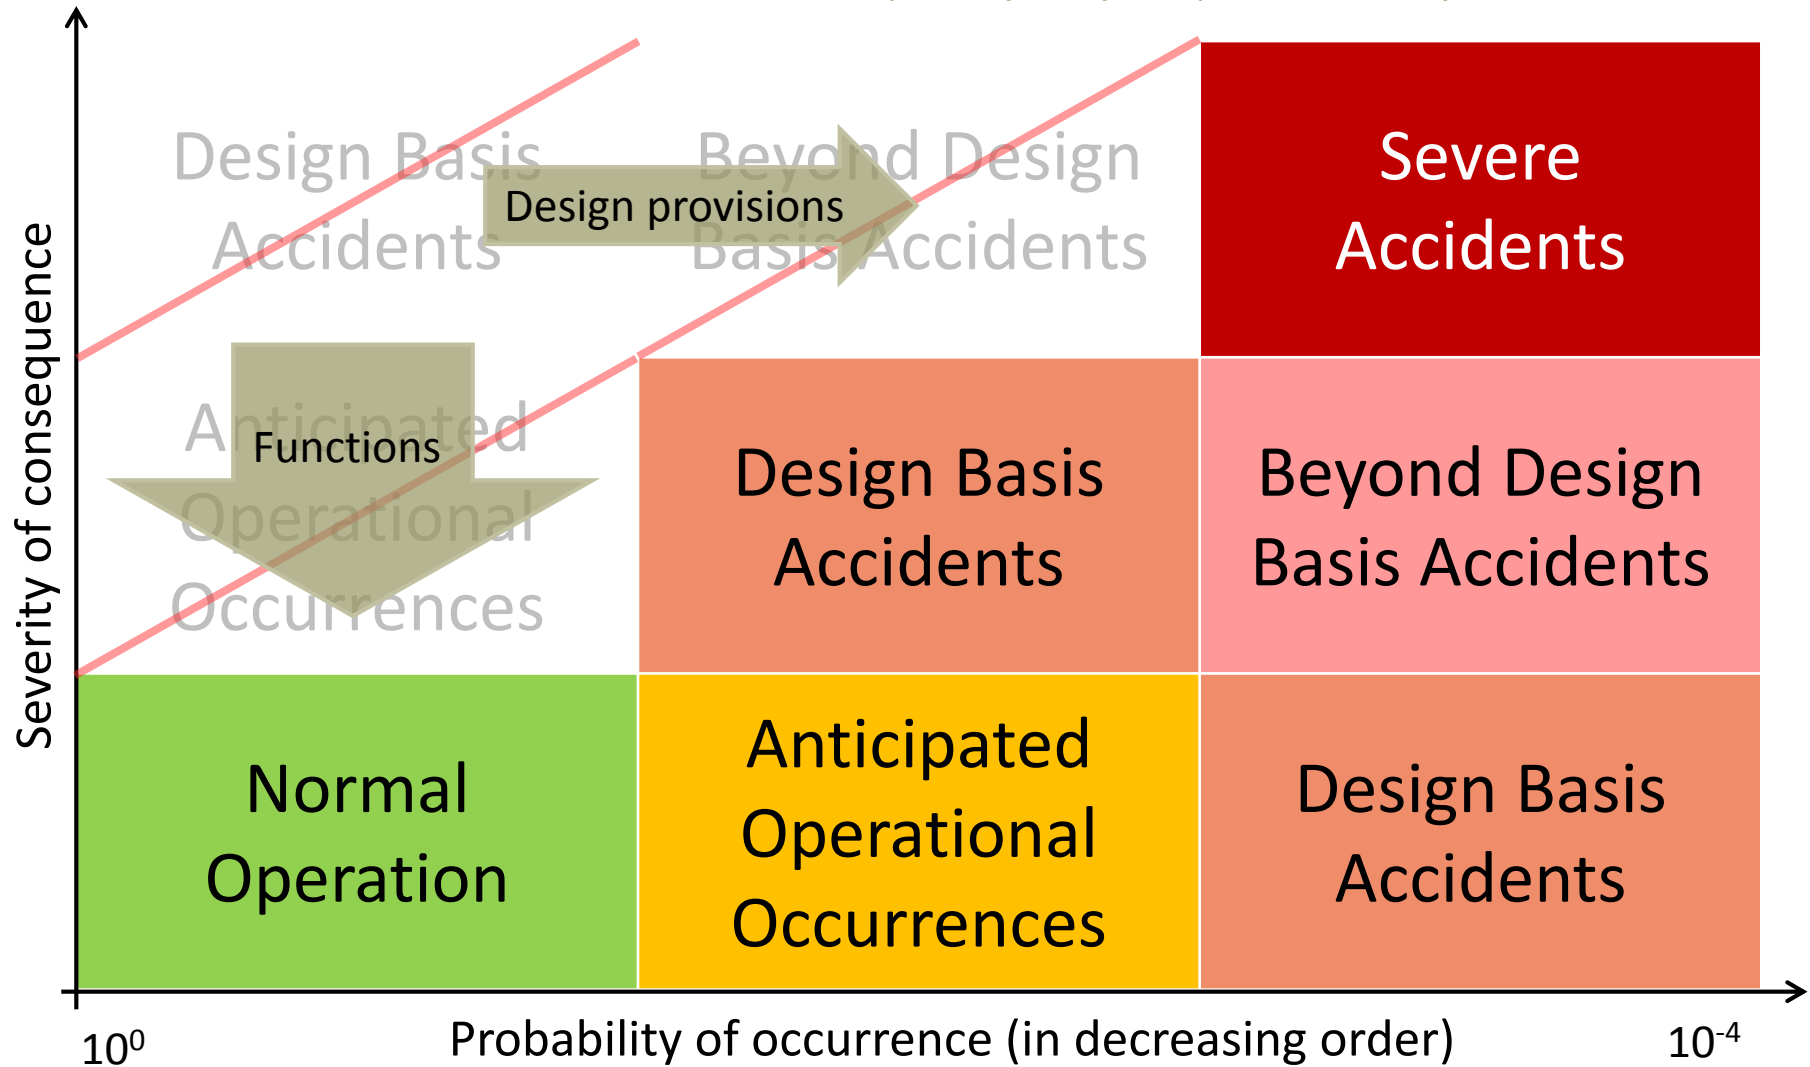 Design Basis
Accidents
Beyond Design
Basis Accidents
Design provisions
Severe
Accidents
Severity of consequence
Anticipated
Operational
Occurrences
Functions
Design Basis
Accidents
Beyond Design
Basis Accidents
Normal
Operation
Anticipated
Operational
Occurrences
Design Basis
Accidents
10⁰
Probability of occurrence (in decreasing order)
10⁻⁴